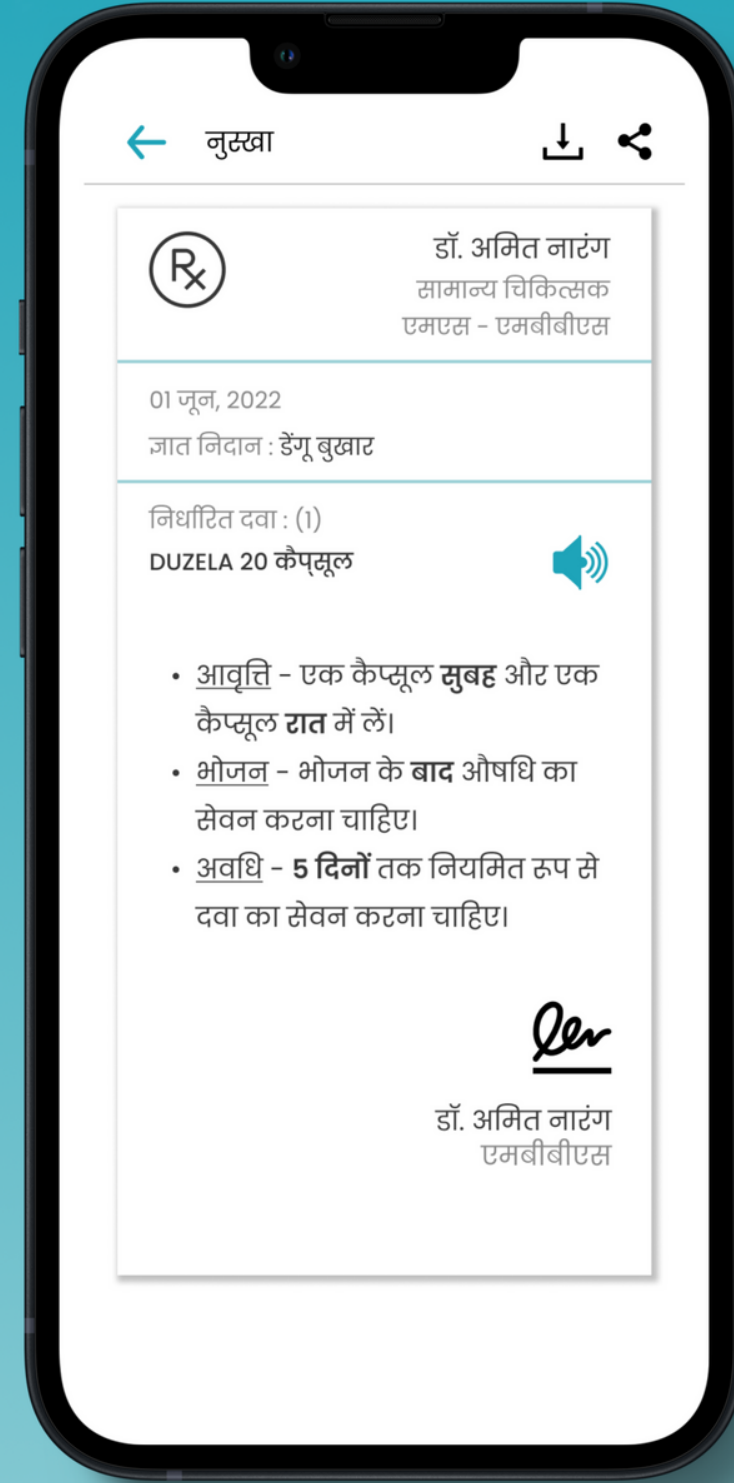 नुस्खा
Rx
डॉ. अमित नारंग
सामान्य चिकित्सक
एमएस - एमबीबीएस
01 जून, 2022
ज्ञात निदान : डेंगू बुखार
निर्धारित दवा : (1)
DUZELA 20 कैप्सूल
• आवृत्ति - एक कैप्सूल सुबह और एक
कैप्सूल रात में लें।
• भोजन - भोजन के बाद औषधि का
सेवन करना चाहिए।
• अवधि - 5 दिनों तक नियमित रूप से
दवा का सेवन करना चाहिए।
डॉ. अमित नारंग
एमबीबीएस